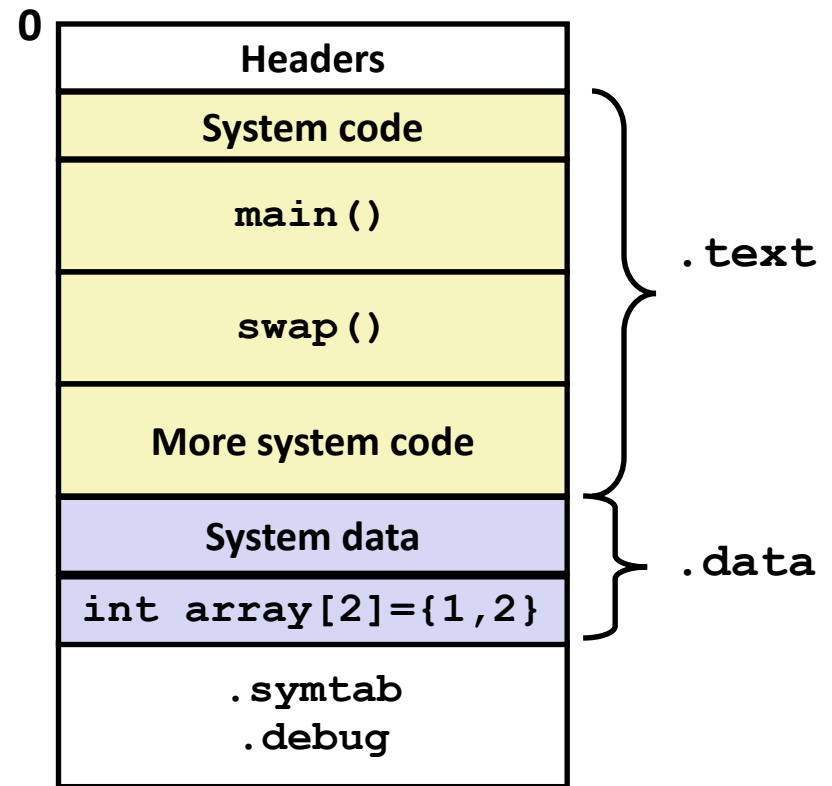 0
Headers
System code
main()
swap()
.text
More system code
System data
.data
int array[2]={1,2}
.symtab
.debug